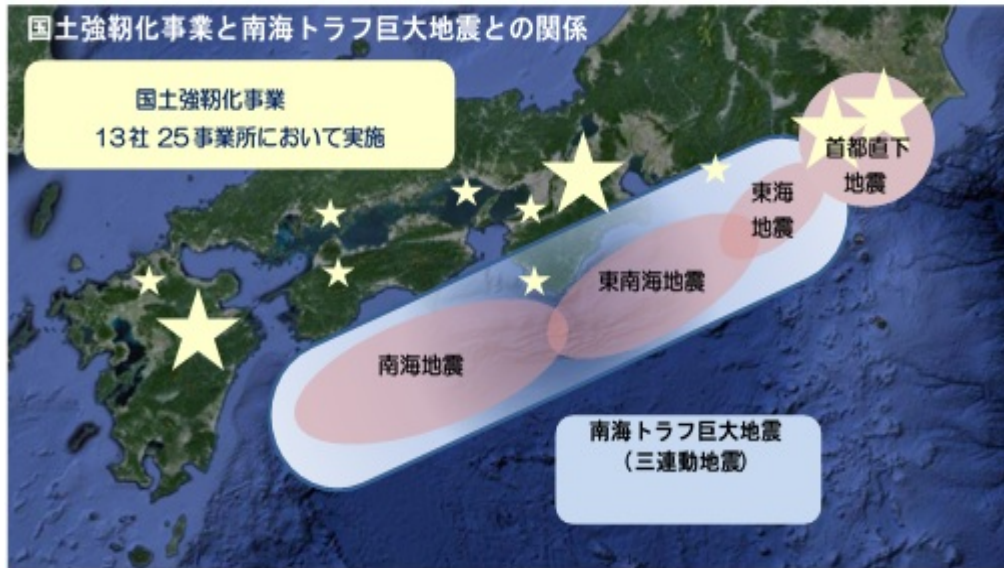 国土強靭化事業と南海トラフ巨大地震との関係
国土強靭化事業
13社 25事業所において実施
首都直下
地震
東海
地震
東南海地震
南海地震
南海トラフ巨大地震
（三連動地震）